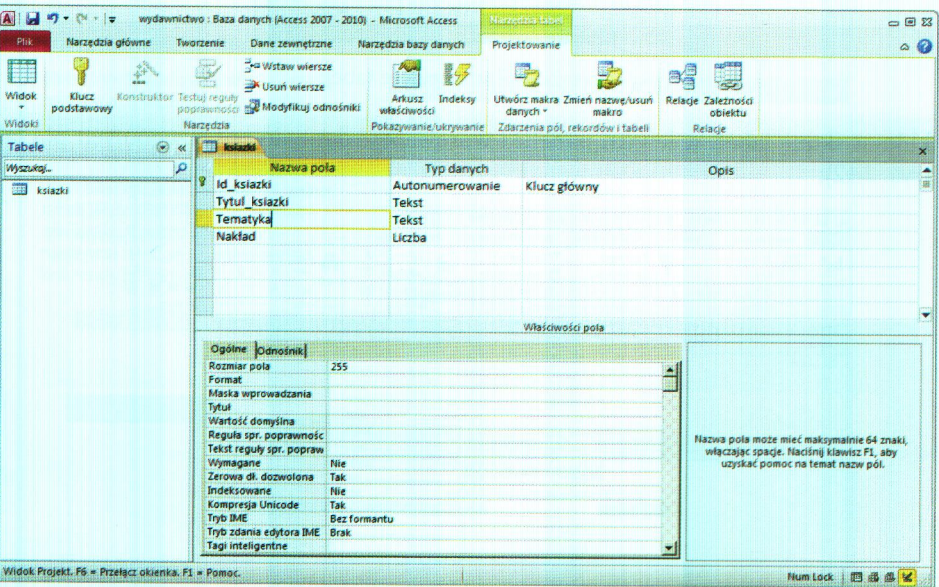 wydawnictwo : Baza danych (Access 2007 - 2010) - Microsoft Access
Narzędzia tabel
Plik Narzędzia główne Tworzenie Dane zewnętrzne Narzędzia bazy danych Projektowanie
Widok
Klucz podstawowy
Konstruktor
Testuj reguły poprawności
Wstaw wiersze
Usuń wiersze
Modyfikuj odnośniki
Arkusz właściwości
Indeksy
Utwórz makra danych
Zmień nazwę/usuń makro
Relacje
Zależności obiektu
Widoki Narzędzia Pokazywanie/ukrywanie Zdarzenia pól, rekordów i tabeli Relacje
Tabele
Wyszukaj...
ksiazki
ksiazki
Nazwa pola Typ danych Opis
Id_ksiazki Autonumerowanie Klucz główny
Tytul_ksiazki Tekst
Tematyka Tekst
Nakład Liczba
Właściwości pola
Ogólne Odnośnik
Rozmiar pola 255
Format
Maska wprowadzania
Tytuł
Wartość domyślna
Reguła spr. poprawnośc
Tekst reguły spr. popraw
Wymagane Nie
Zerowa dł. dozwolona Tak
Indeksowane Nie
Kompresja Unicode Tak
Tryb IME Bez formantu
Tryb zdania edytora IME Brak
Tagi inteligentne
Nazwa pola może mieć maksymalnie 64 znaki,
włączając spacje. Naciśnij klawisz F1, aby
uzyskać pomoc na temat nazw pól.
Widok Projekt. F6 = Przełącz okienka. F1 = Pomoc.
Num Lock